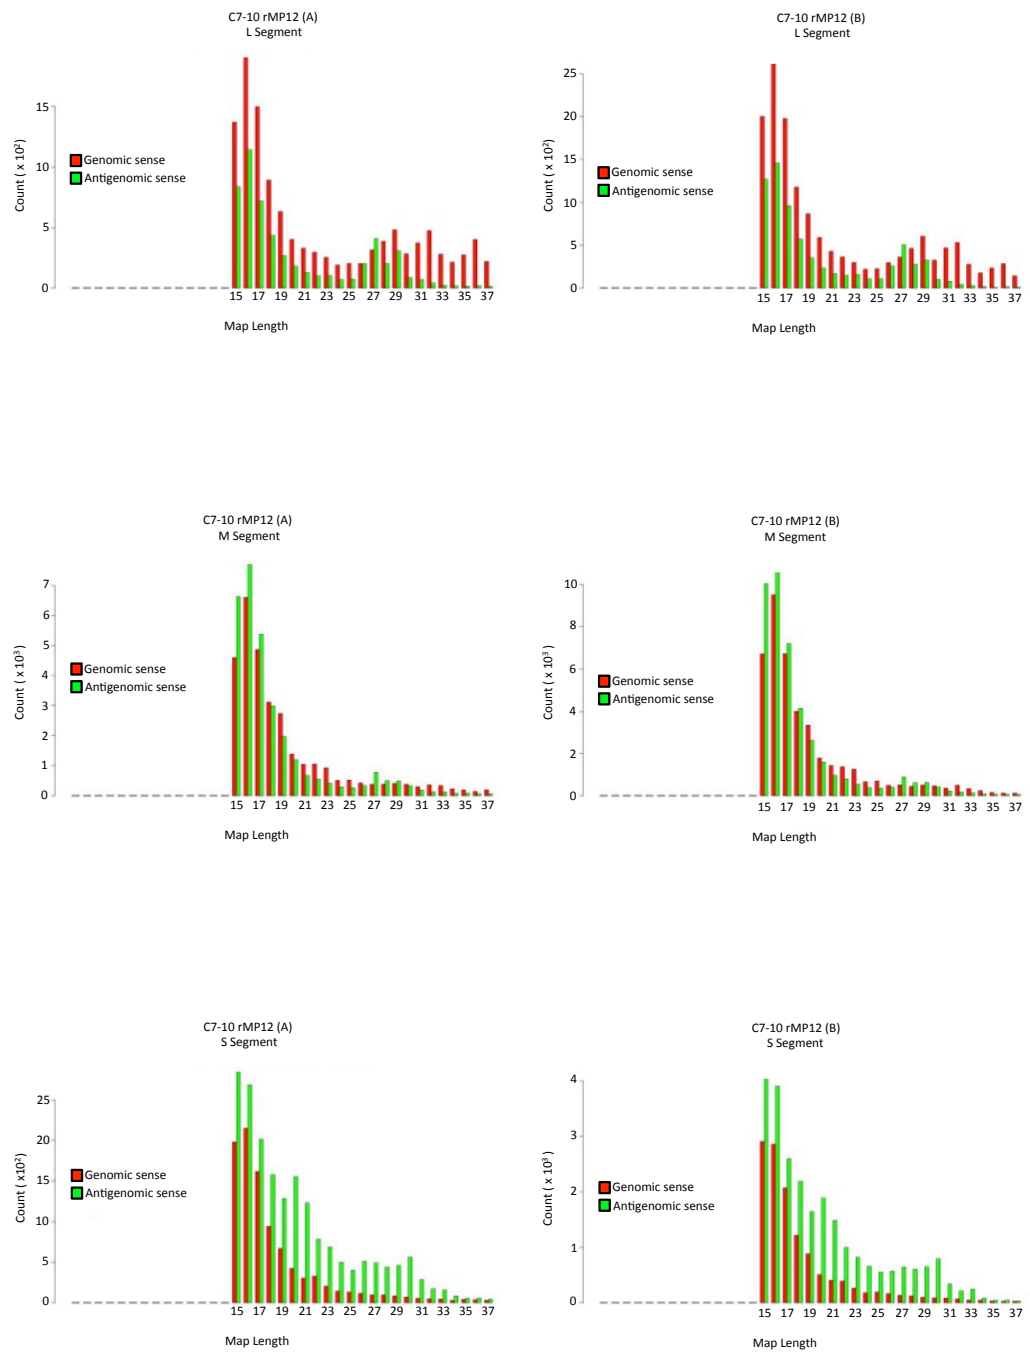 C7-10 rMP12 (A)
L Segment
Count ( x 10²)
15
10
5
0
Genomic sense
Antigenomic sense
15 17 19 21 23 25 27 29 31 33 35 37
Map Length
C7-10 rMP12 (B)
L Segment
Count ( x 10²)
25
20
15
10
5
0
Genomic sense
Antigenomic sense
15 17 19 21 23 25 27 29 31 33 35 37
Map Length
C7-10 rMP12 (A)
M Segment
Count ( x 10³)
7
6
5
4
3
2
1
0
Genomic sense
Antigenomic sense
15 17 19 21 23 25 27 29 31 33 35 37
Map Length
C7-10 rMP12 (B)
M Segment
Count ( x 10³ )
10
8
6
4
2
0
Genomic sense
Antigenomic sense
15 17 19 21 23 25 27 29 31 33 35 37
Map Length
C7-10 rMP12 (A)
S Segment
Count ( x10²)
25
20
15
10
5
0
Genomic sense
Antigenomic sense
15 17 19 21 23 25 27 29 31 33 35 37
Map Length
C7-10 rMP12 (B)
S Segment
Count ( x 10³)
4
3
2
1
0
Genomic sense
Antigenomic sense
15 17 19 21 23 25 27 29 31 33 35 37
Map Length